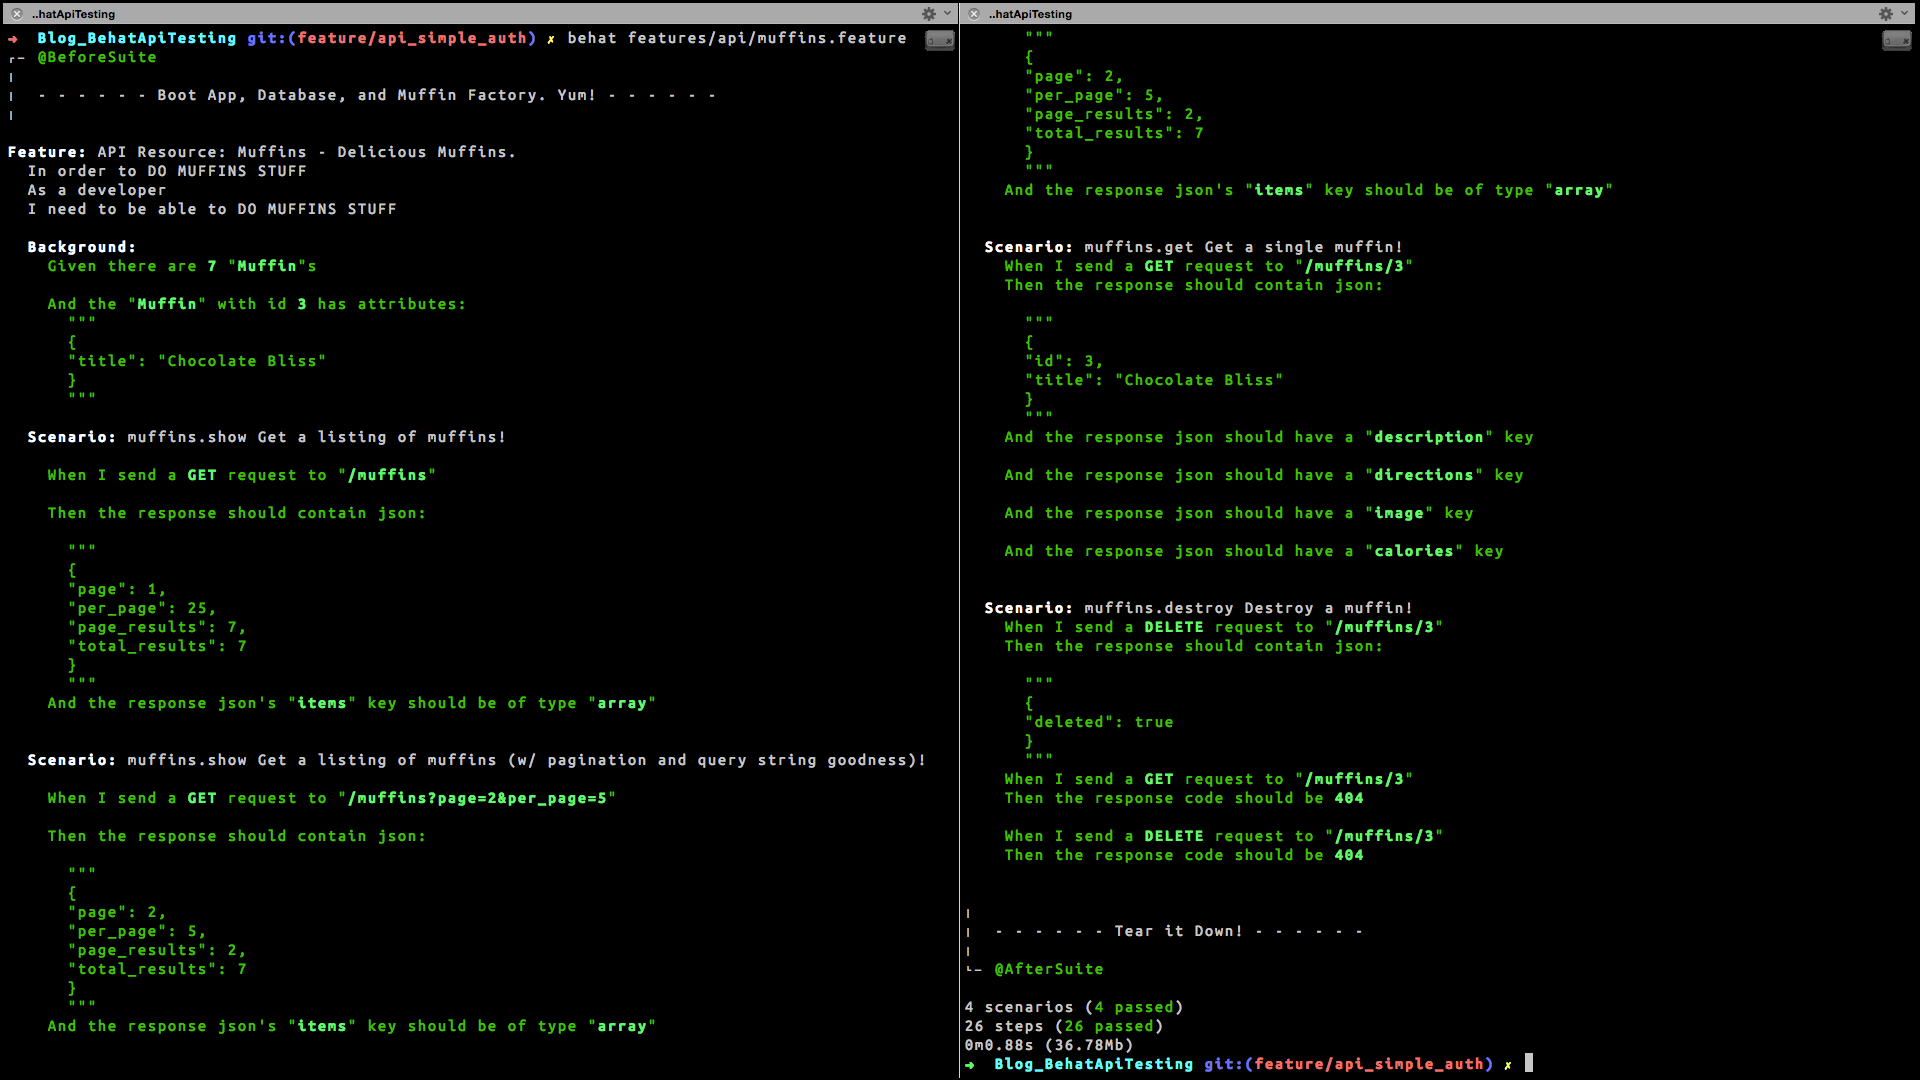 ..hatApiTesting
➜  Blog_BehatApiTesting git:(feature/api_simple_auth) ✗ behat features/api/muffins.feature
┌─ @BeforeSuite
│
│  - - - - - - Boot App, Database, and Muffin Factory. Yum! - - - - - -
│
Feature: API Resource: Muffins - Delicious Muffins.
  In order to DO MUFFINS STUFF
  As a developer
  I need to be able to DO MUFFINS STUFF
  Background:
    Given there are 7 "Muffin"s
    And the "Muffin" with id 3 has attributes:
      """
      {
      "title": "Chocolate Bliss"
      }
      """
  Scenario: muffins.show Get a listing of muffins!
    When I send a GET request to "/muffins"
    Then the response should contain json:
      """
      {
      "page": 1,
      "per_page": 25,
      "page_results": 7,
      "total_results": 7
      }
      """
    And the response json's "items" key should be of type "array"
  Scenario: muffins.show Get a listing of muffins (w/ pagination and query string goodness)!
    When I send a GET request to "/muffins?page=2&per_page=5"
    Then the response should contain json:
      """
      {
      "page": 2,
      "per_page": 5,
      "page_results": 2,
      "total_results": 7
      }
      """
    And the response json's "items" key should be of type "array"
..hatApiTesting
      """
      {
      "page": 2,
      "per_page": 5,
      "page_results": 2,
      "total_results": 7
      }
      """
    And the response json's "items" key should be of type "array"
  Scenario: muffins.get Get a single muffin!
    When I send a GET request to "/muffins/3"
    Then the response should contain json:
      """
      {
      "id": 3,
      "title": "Chocolate Bliss"
      }
      """
    And the response json should have a "description" key
    And the response json should have a "directions" key
    And the response json should have a "image" key
    And the response json should have a "calories" key
  Scenario: muffins.destroy Destroy a muffin!
    When I send a DELETE request to "/muffins/3"
    Then the response should contain json:
      """
      {
      "deleted": true
      }
      """
    When I send a GET request to "/muffins/3"
    Then the response code should be 404
    When I send a DELETE request to "/muffins/3"
    Then the response code should be 404
│
│  - - - - - - Tear it Down! - - - - - -
│
└─ @AfterSuite
4 scenarios (4 passed)
26 steps (26 passed)
0m0.88s (36.78Mb)
➜  Blog_BehatApiTesting git:(feature/api_simple_auth) ✗